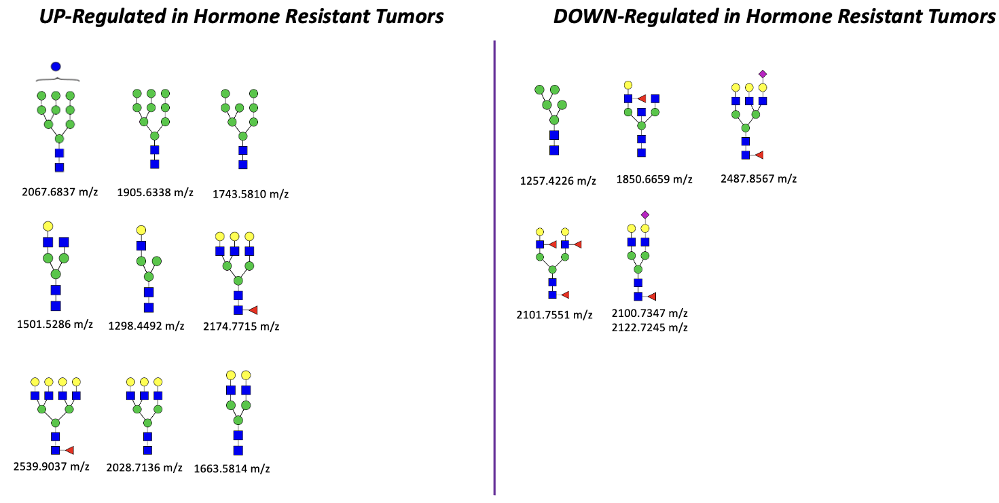 UP-Regulated in Hormone Resistant Tumors
2067.6837 m/z
1905.6338 m/z
1743.5810 m/z
1501.5286 m/z
1298.4492 m/z
2174.7715 m/z
2539.9037 m/z
2028.7136 m/z
1663.5814 m/z
DOWN-Regulated in Hormone Resistant Tumors
1257.4226 m/z
1850.6659 m/z
2487.8567 m/z
2101.7551 m/z
2100.7347 m/z
2122.7245 m/z